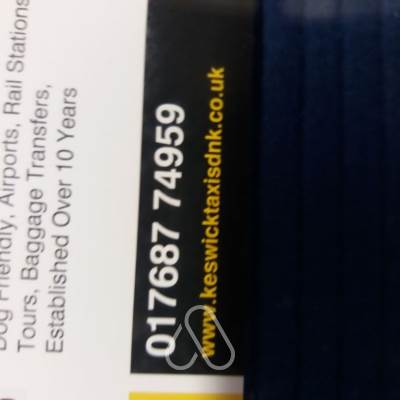 Dog Friendly, Airports, Rail Stations
Tours, Baggage Transfers,
Established Over 10 Years
017687 74959
www.keswicktaxisdnk.co.uk